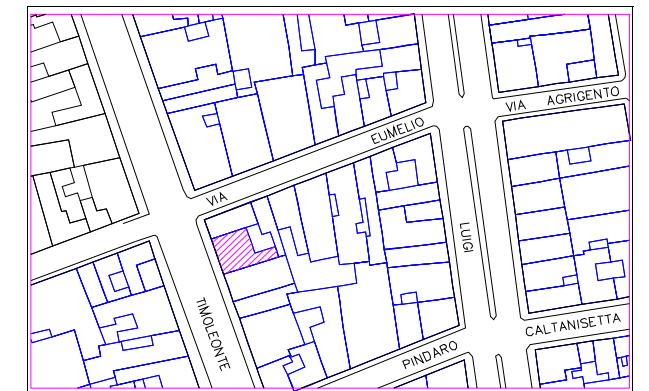 VIA AGRIGENTO
VIA EUMELIO
LUIGI
TIMOLEONTE
CALTANISETTA
PINDARO